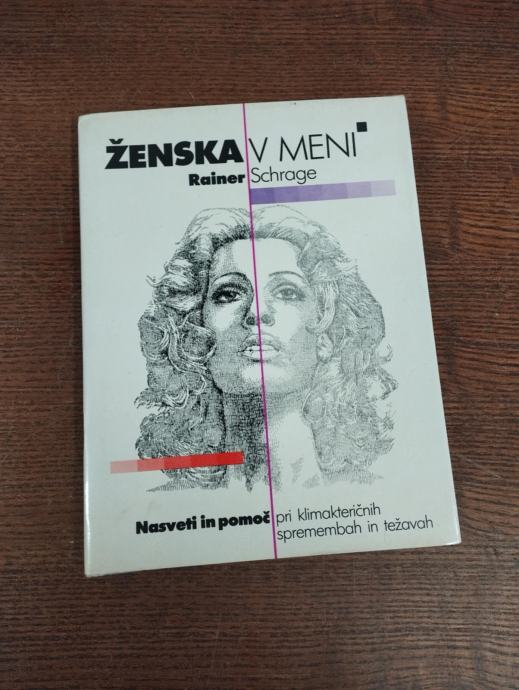 ŽENSKA V MENI
Rainer Schrage
Nasveti in pomoč pri klimakteričnih
spremembah in težavah